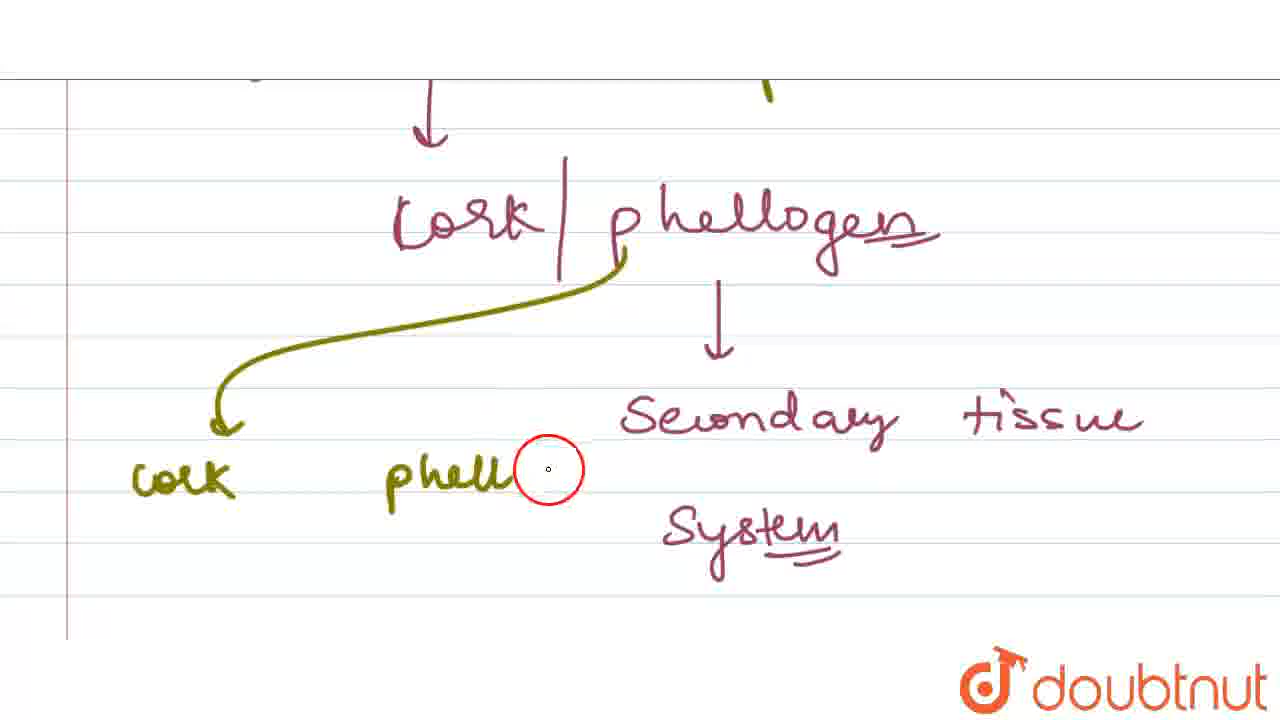 Cork | phellogen
Secondary tissue
cork phell
System
doubtnut